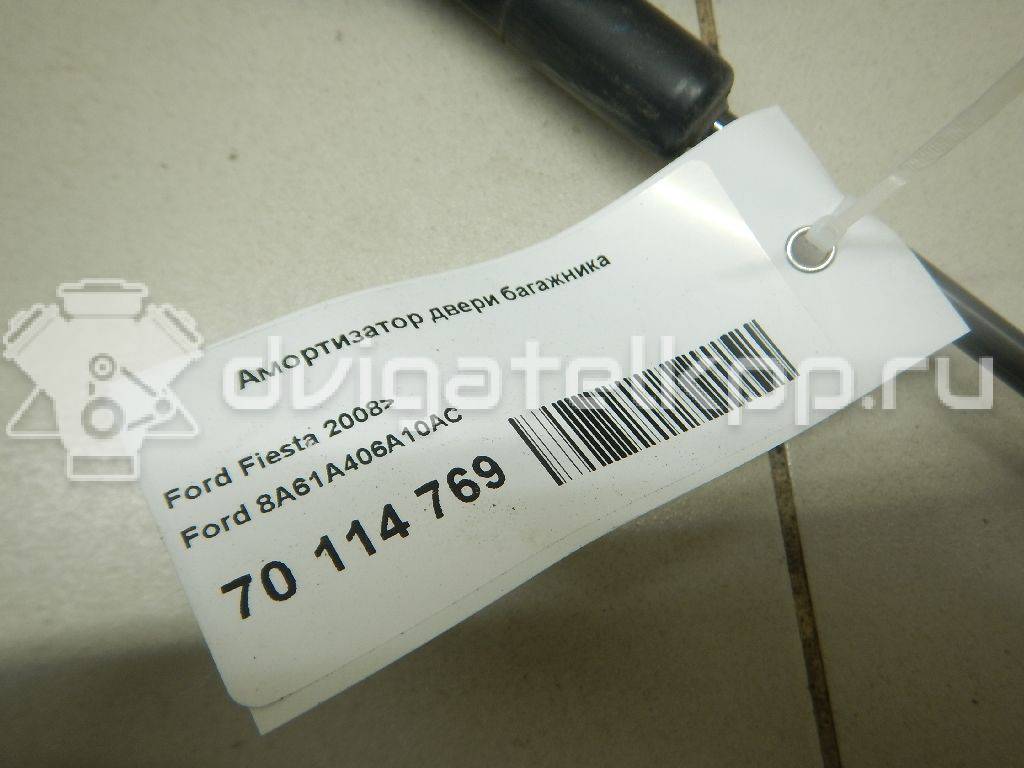 Амортизатор двери багажника
Ford Fiesta 2008>
Ford 8A61A406A10AC
70 114 769
dvigatelkpp.ru